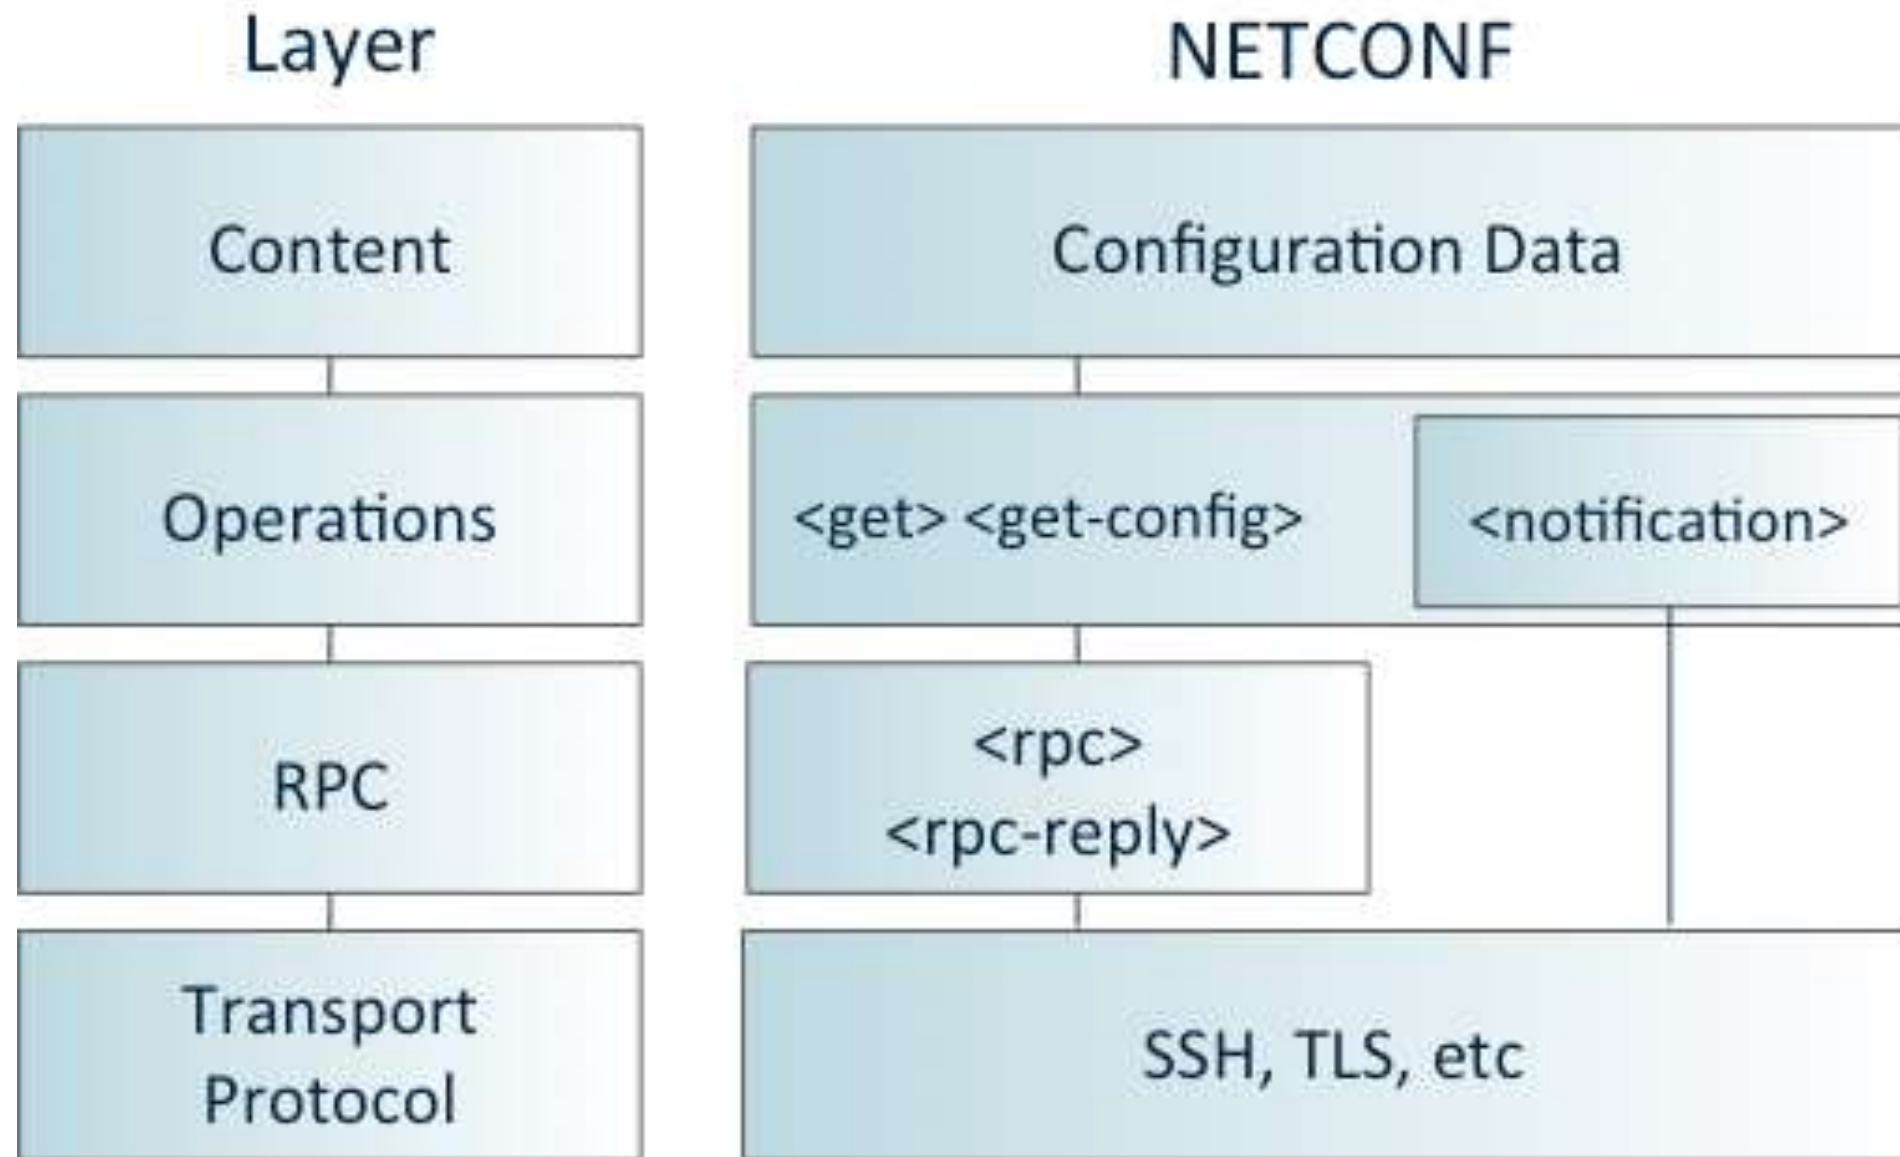 Layer
NETCONF
Content
Configuration Data
Operations
<get> <get-config>
<notification>
RPC
<rpc>
<rpc-reply>
Transport
Protocol
SSH, TLS, etc